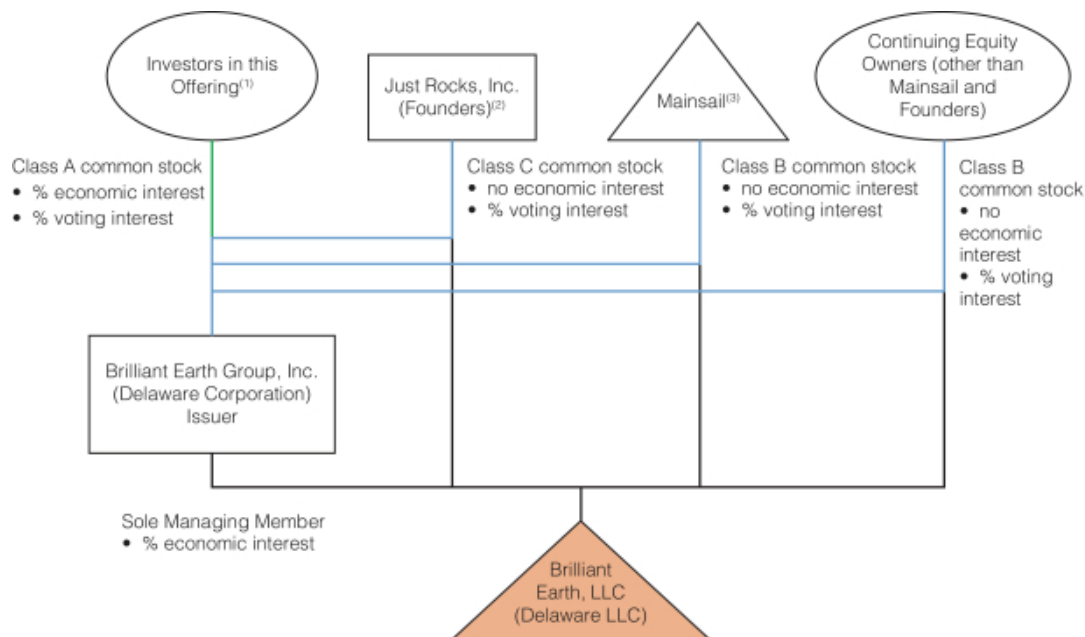 Investors in this
Offering(1)
Just Rocks, Inc.
(Founders)(2)
Mainsail(3)
Continuing Equity
Owners (other than
Mainsail and
Founders)
Class A common stock
• % economic interest
• % voting interest
Class C common stock
• no economic interest
• % voting interest
Class B common stock
• no economic interest
• % voting interest
Class B
common stock
• no
economic
interest
• % voting
interest
Brilliant Earth Group, Inc.
(Delaware Corporation)
Issuer
Sole Managing Member
• % economic interest
Brilliant
Earth, LLC
(Delaware LLC)